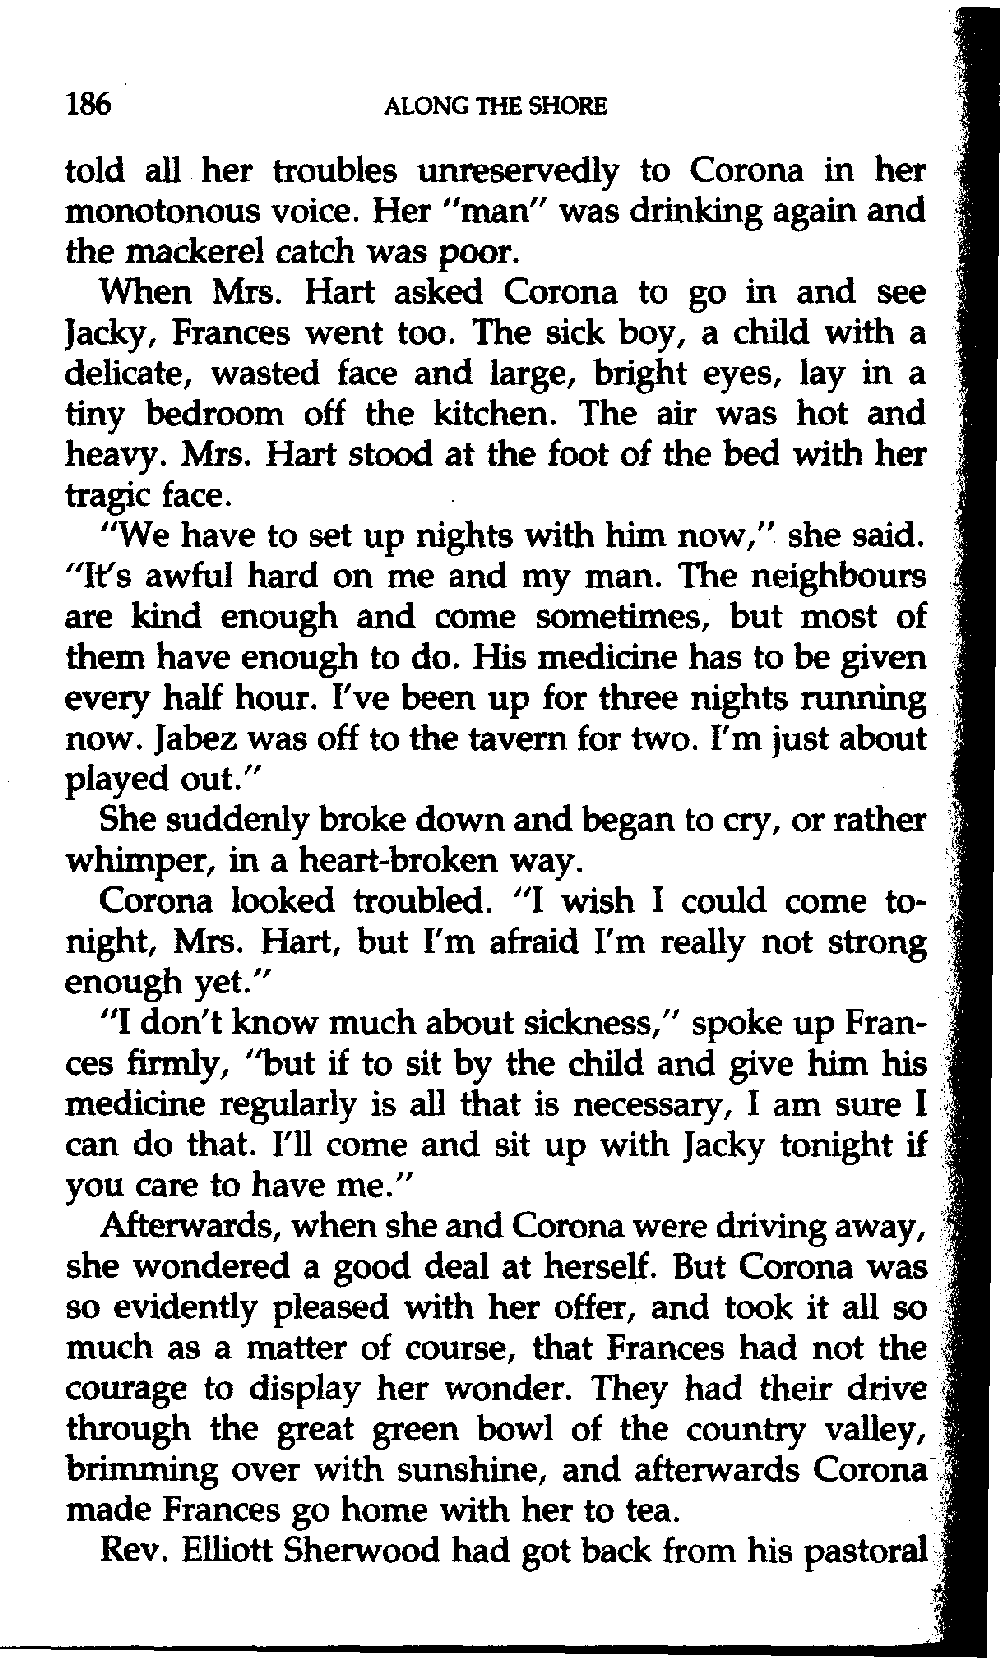 186 ALONG THE SHORE
told all her troubles unreservedly to Corona in her
monotonous voice. Her "man" was drinking again and
the mackerel catch was poor.
When Mrs. Hart asked Corona to go in and see
Jacky, Frances went too. The sick boy, a child with a
delicate, wasted face and large, bright eyes, lay in a
tiny bedroom off the kitchen. The air was hot and
heavy. Mrs. Hart stood at the foot of the bed with her
tragic face.
"We have to set up nights with him now," she said.
"It's awful hard on me and my man. The neighbours
are kind enough and come sometimes, but most of
them have enough to do. His medicine has to be given
every half hour. I've been up for three nights running
now. Jabez was off to the tavern for two. I'm just about
played out."
She suddenly broke down and began to cry, or rather
whimper, in a heart-broken way.
Corona looked troubled. "I wish I could come to-
night, Mrs. Hart, but I'm afraid I'm really not strong
enough yet."
"I don't know much about sickness," spoke up Fran-
ces firmly, "but if to sit by the child and give him his
medicine regularly is all that is necessary, I am sure I
can do that. I'll come and sit up with Jacky tonight if
you care to have me."
Afterwards, when she and Corona were driving away,
she wondered a good deal at herself. But Corona was
so evidently pleased with her offer, and took it all so
much as a matter of course, that Frances had not the
courage to display her wonder. They had their drive
through the great green bowl of the country valley,
brimming over with sunshine, and afterwards Corona
made Frances go home with her to tea.
Rev. Elliott Sherwood had got back from his pastoral